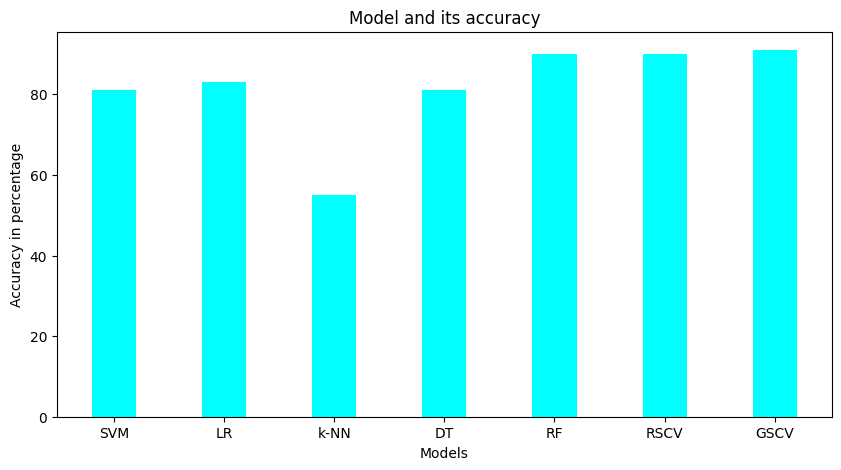 Model and its accuracy
Accuracy in percentage
80
60
40
20
0
SVM LR k-NN DT RF RSCV GSCV
Models